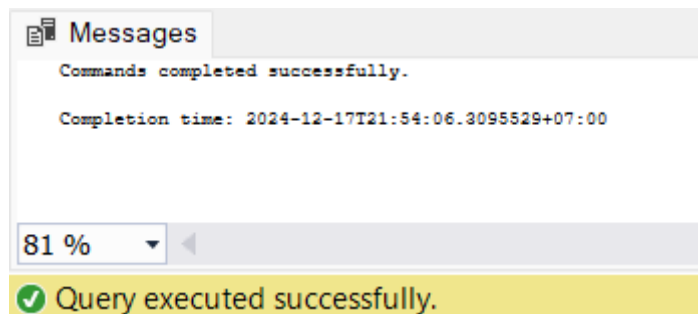 Messages
Commands completed successfully.
Completion time: 2024-12-17T21:54:06.3095529+07:00
81 %
Query executed successfully.